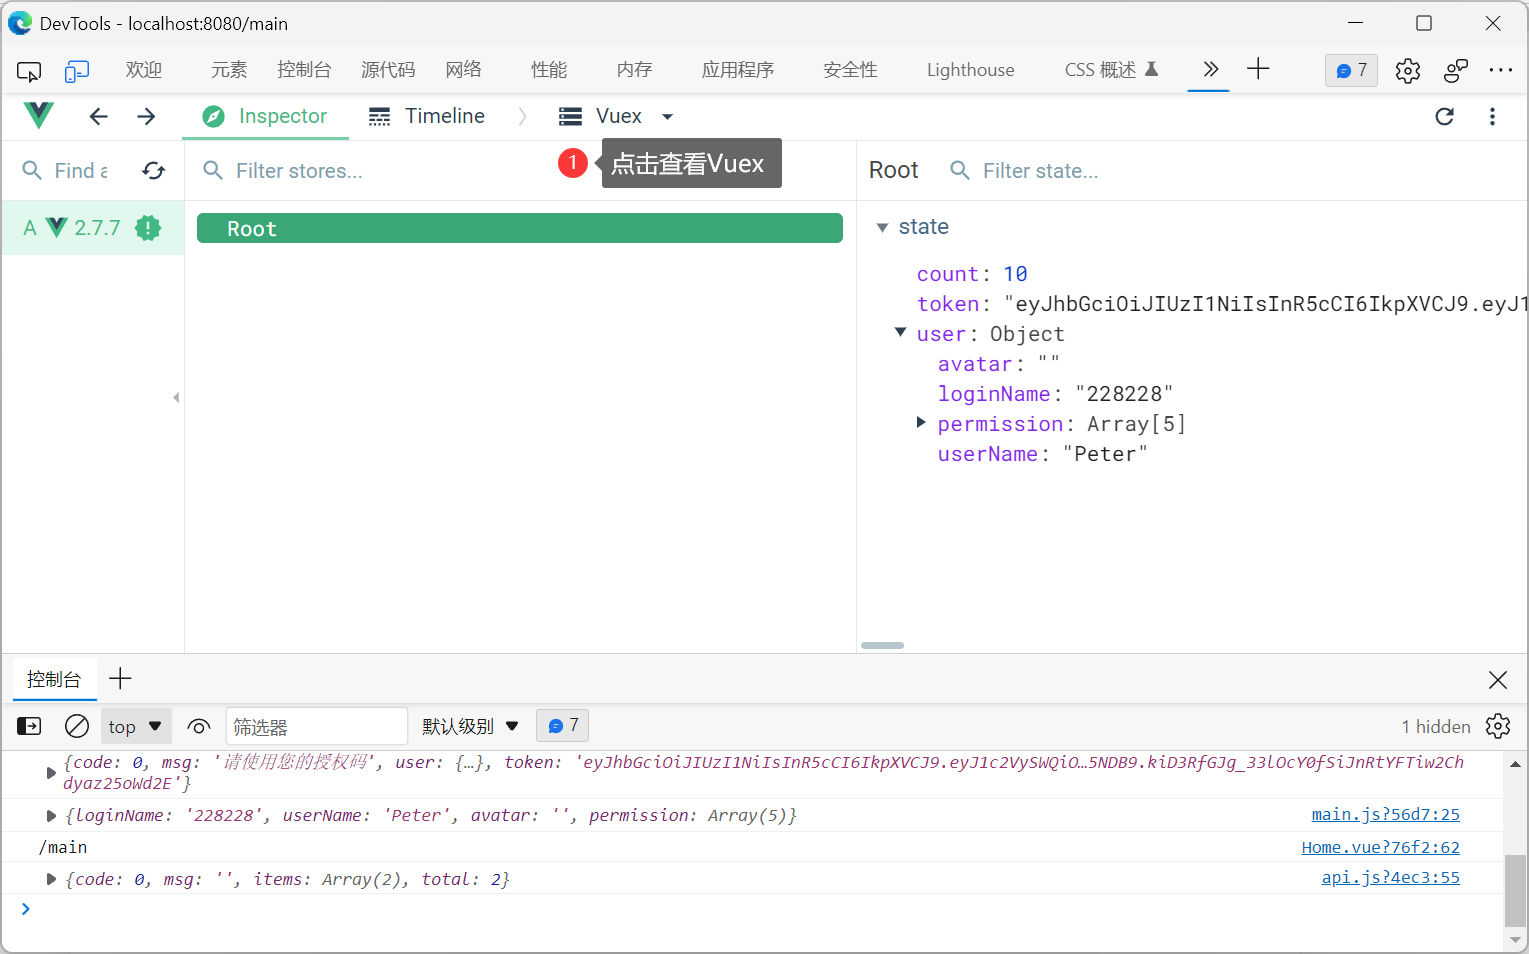 DevTools - localhost:8080/main
欢迎 元素 控制台 源代码 网络 性能 内存 应用程序 安全性 Lighthouse CSS 概述 7
Inspector Timeline Vuex
Find a Filter stores... 1 点击查看Vuex Root Filter state...
A 2.7.7 Root state
count: 10
token: "eyJhbGciOiJIUzI1NiIsInR5cCI6IkpXVCJ9.eyJ1
user: Object
avatar: ""
loginName: "228228"
permission: Array[5]
userName: "Peter"
控制台
top 筛选器 默认级别 7 1 hidden
{code: 0, msg: '请使用您的授权码', user: {…}, token: 'eyJhbGciOiJIUzI1NiIsInR5cCI6IkpXVCJ9.eyJ1c2VySWQiO…5NDB9.kiD3RfGJg_33lOcY0fSiJnRtYFTiw2Ch
dyaz25oWd2E'}
{loginName: '228228', userName: 'Peter', avatar: '', permission: Array(5)} main.js?56d7:25
/main Home.vue?76f2:62
{code: 0, msg: '', items: Array(2), total: 2} api.js?4ec3:55